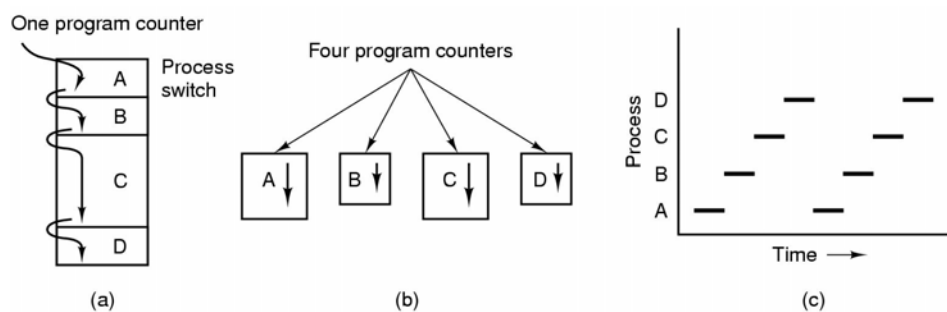 One program counter
Process
switch
A
B
C
D
(a)
Four program counters
A
B
C
D
(b)
Process
D
C
B
A
Time
(c)